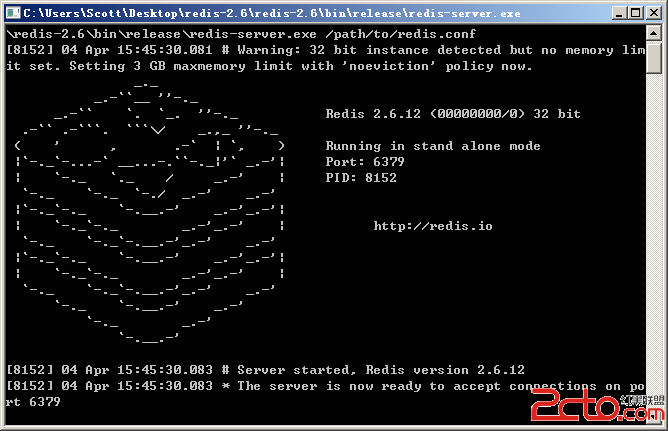 C:\Users\Scott\Desktop\redis-2.6\redis-2.6\bin\release\redis-server.exe
\redis-2.6\bin\release\redis-server.exe /path/to/redis.conf
[8152] 04 Apr 15:45:30.081 # Warning: 32 bit instance detected but no memory lim
it set. Setting 3 GB maxmemory limit with 'noeviction' policy now.
Redis 2.6.12 (00000000/0) 32 bit
Running in stand alone mode
Port: 6379
PID: 8152
http://redis.io
[8152] 04 Apr 15:45:30.083 # Server started, Redis version 2.6.12
[8152] 04 Apr 15:45:30.083 * The server is now ready to accept connections on po
rt 6379
2cto.com
红黑联盟